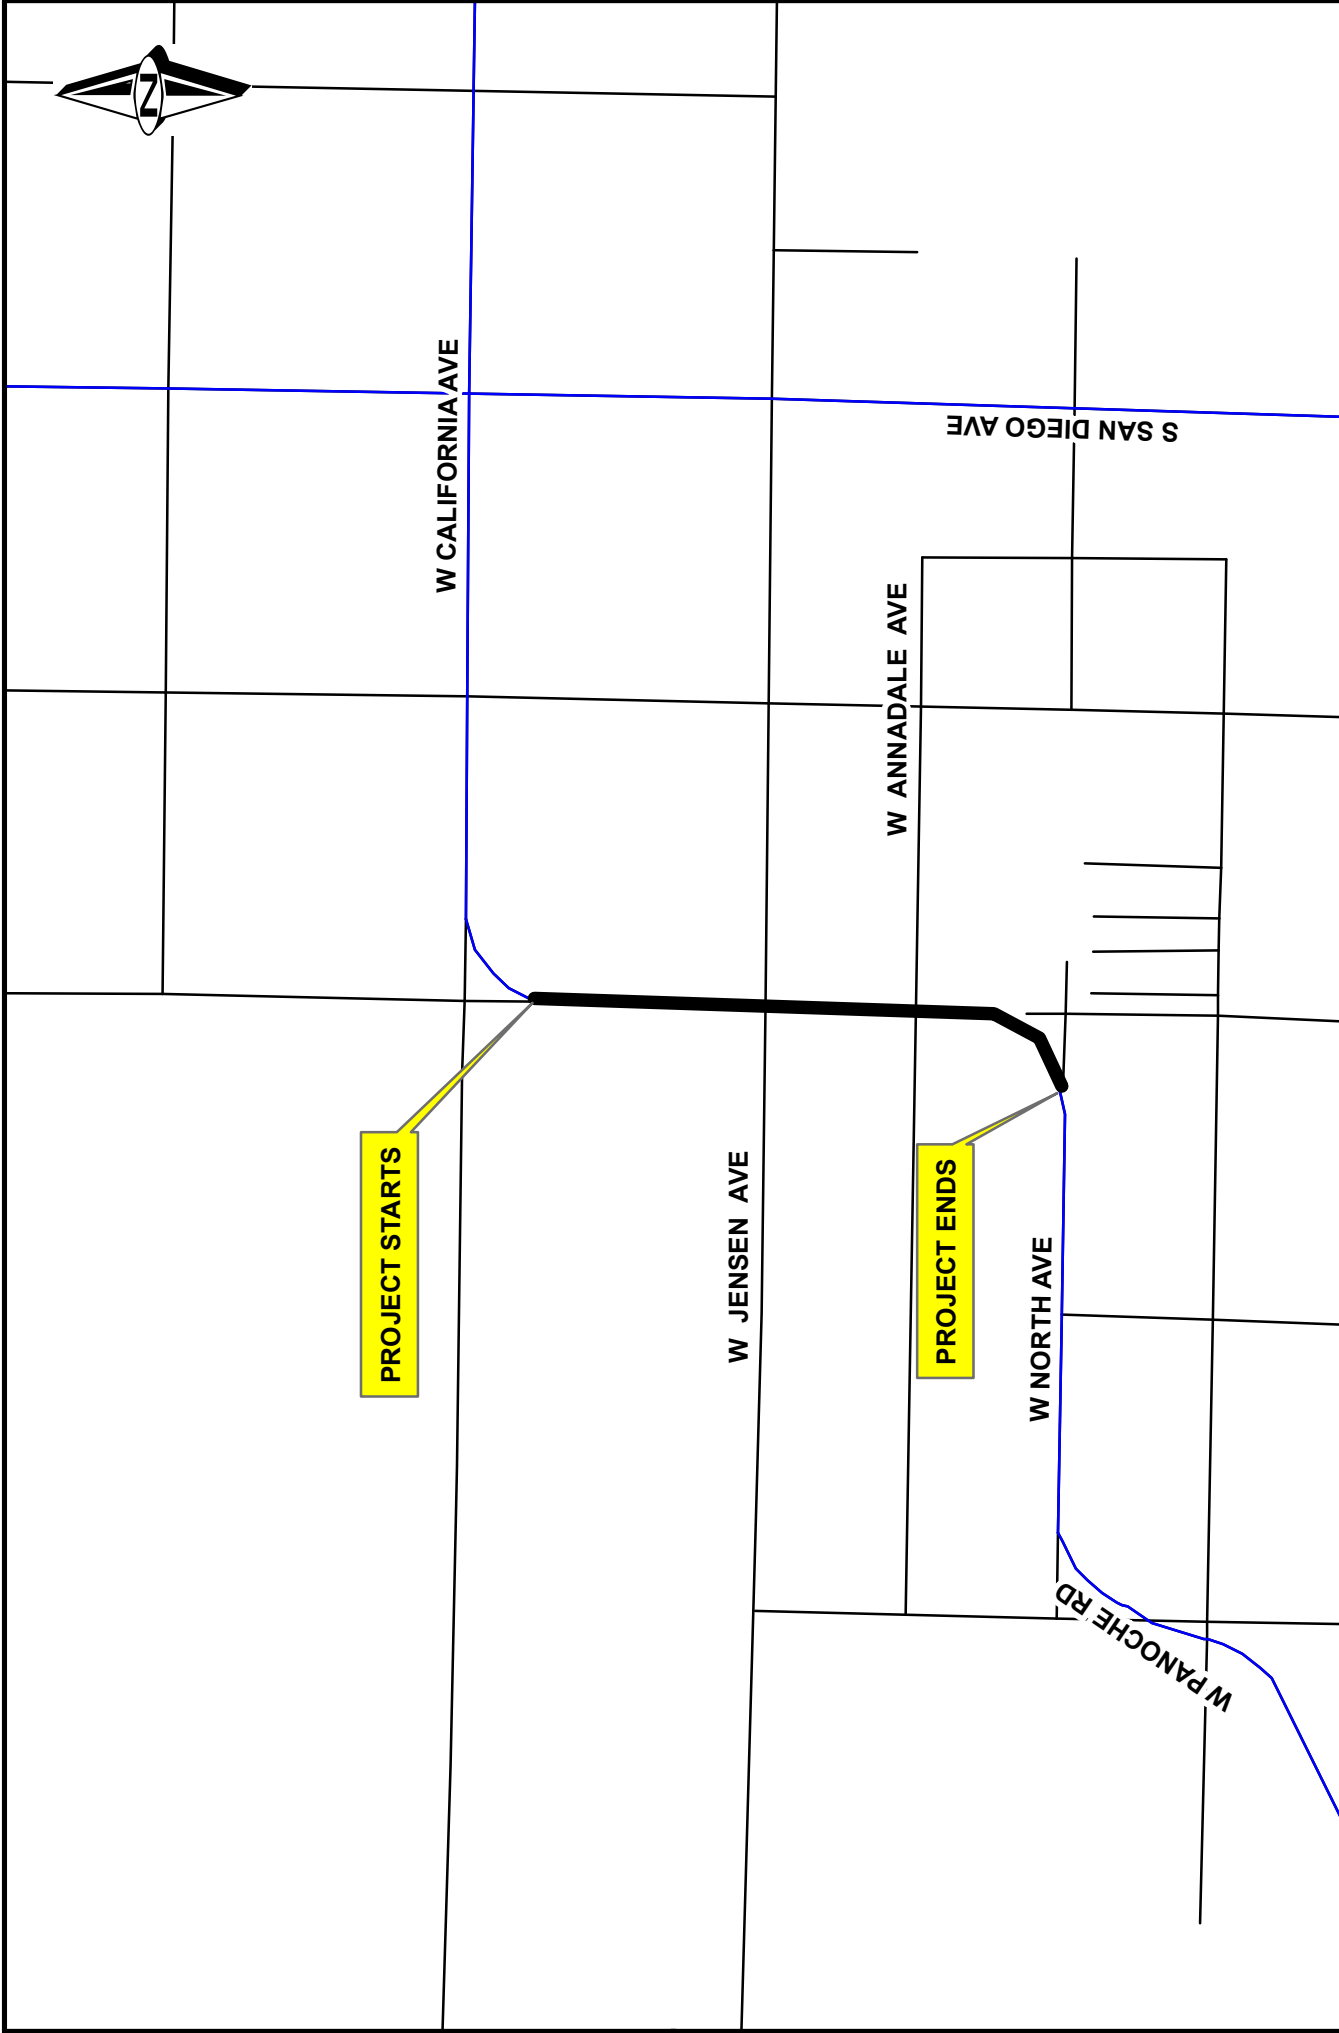 N
PROJECT STARTS
W CALIFORNIA AVE
W JENSEN AVE
W ANNADALE AVE
PROJECT ENDS
W NORTH AVE
S SAN DIEGO AVE
W PANOCHE RD